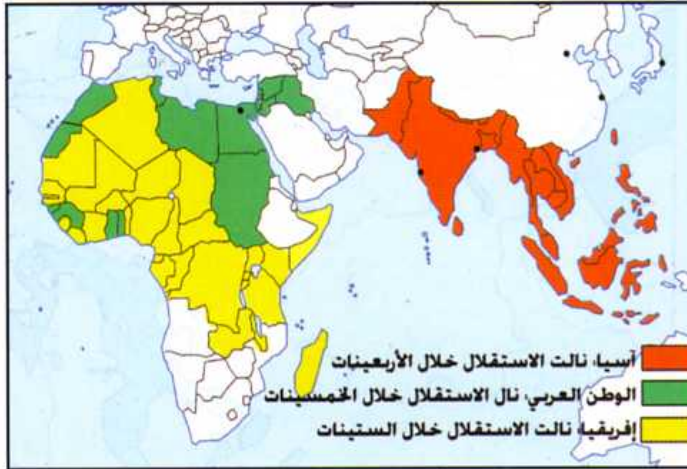 آسيا، نالت الاستقلال خلال الأربعينات
الوطن العربي، نال الاستقلال خلال الخمسينات
إفريقيا، نالت الاستقلال خلال الستينات